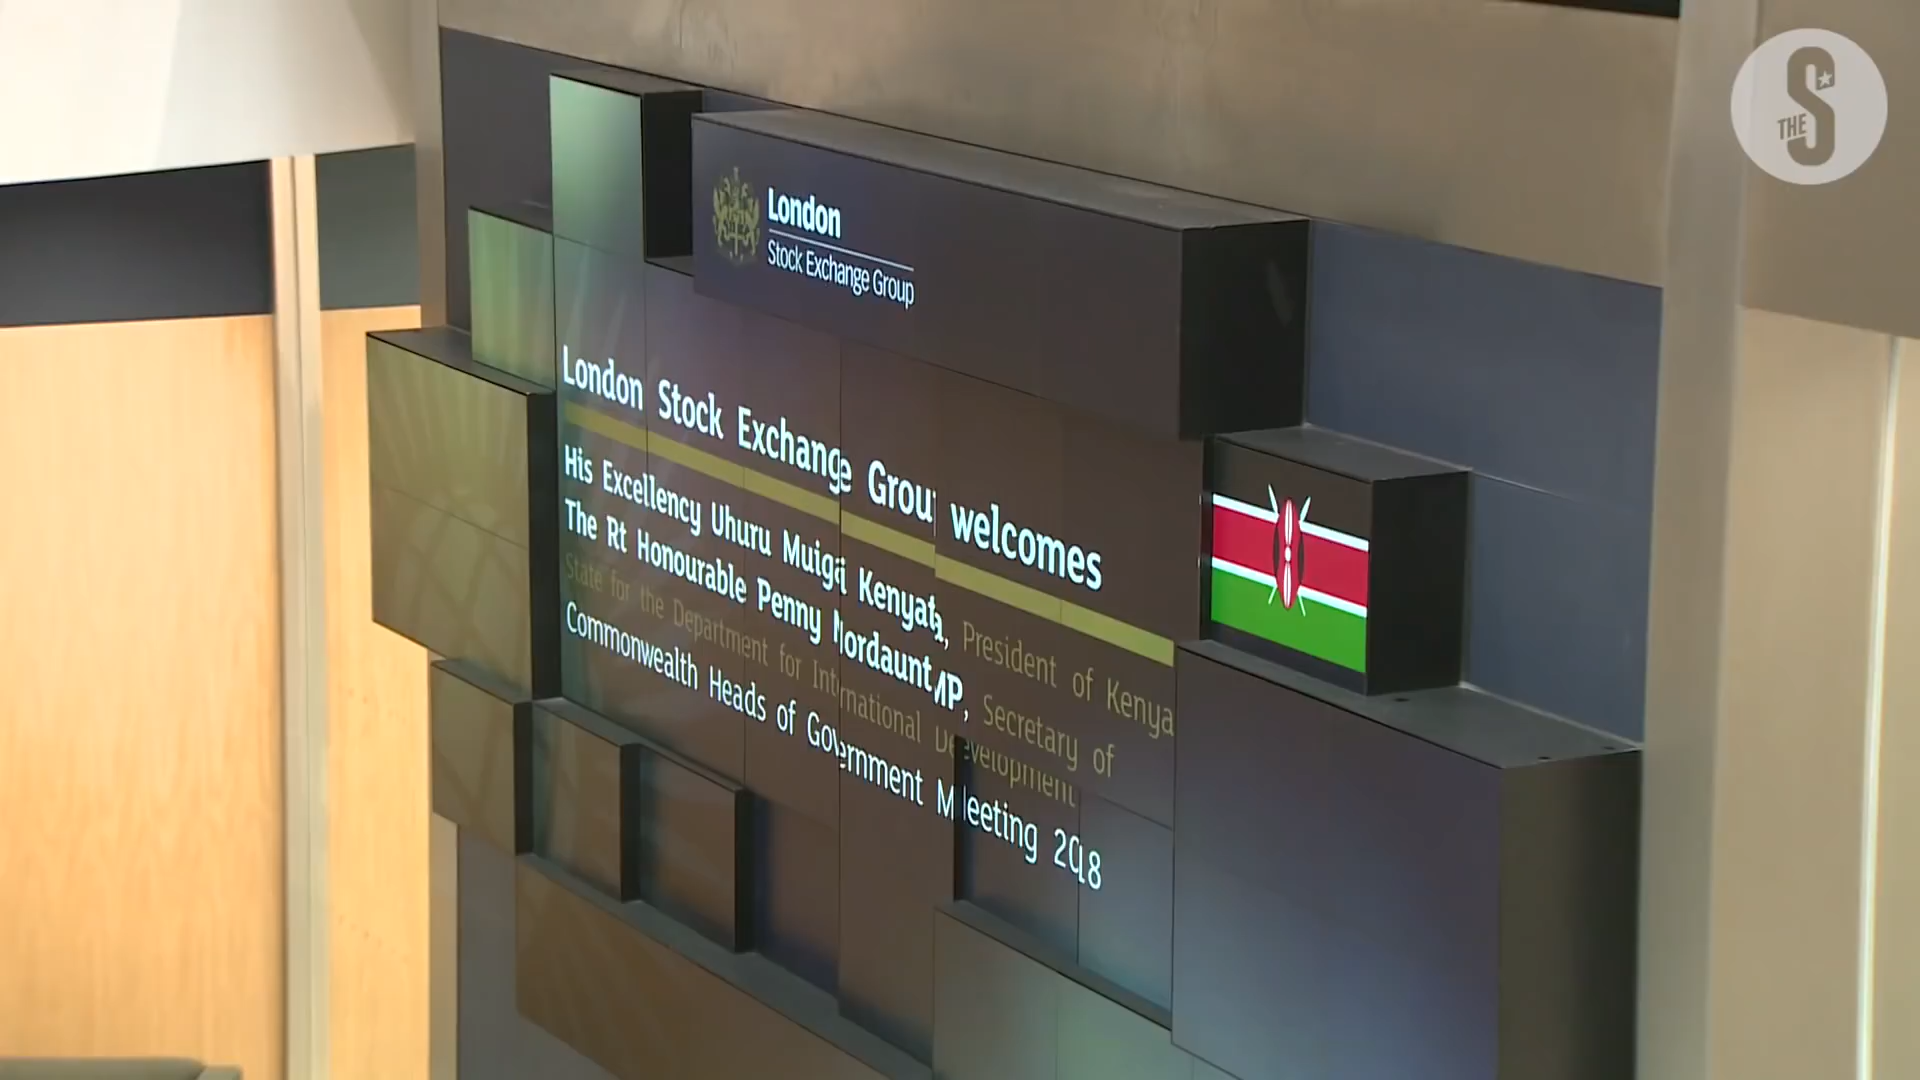 THE S
London
Stock Exchange Group
London Stock Exchange Group welcomes
His Excellency Uhuru Muigai Kenyatta, President of Kenya
The Rt Honourable Penny Mordaunt MP, Secretary of
State for the Department for International Development
Commonwealth Heads of Government Meeting 2018